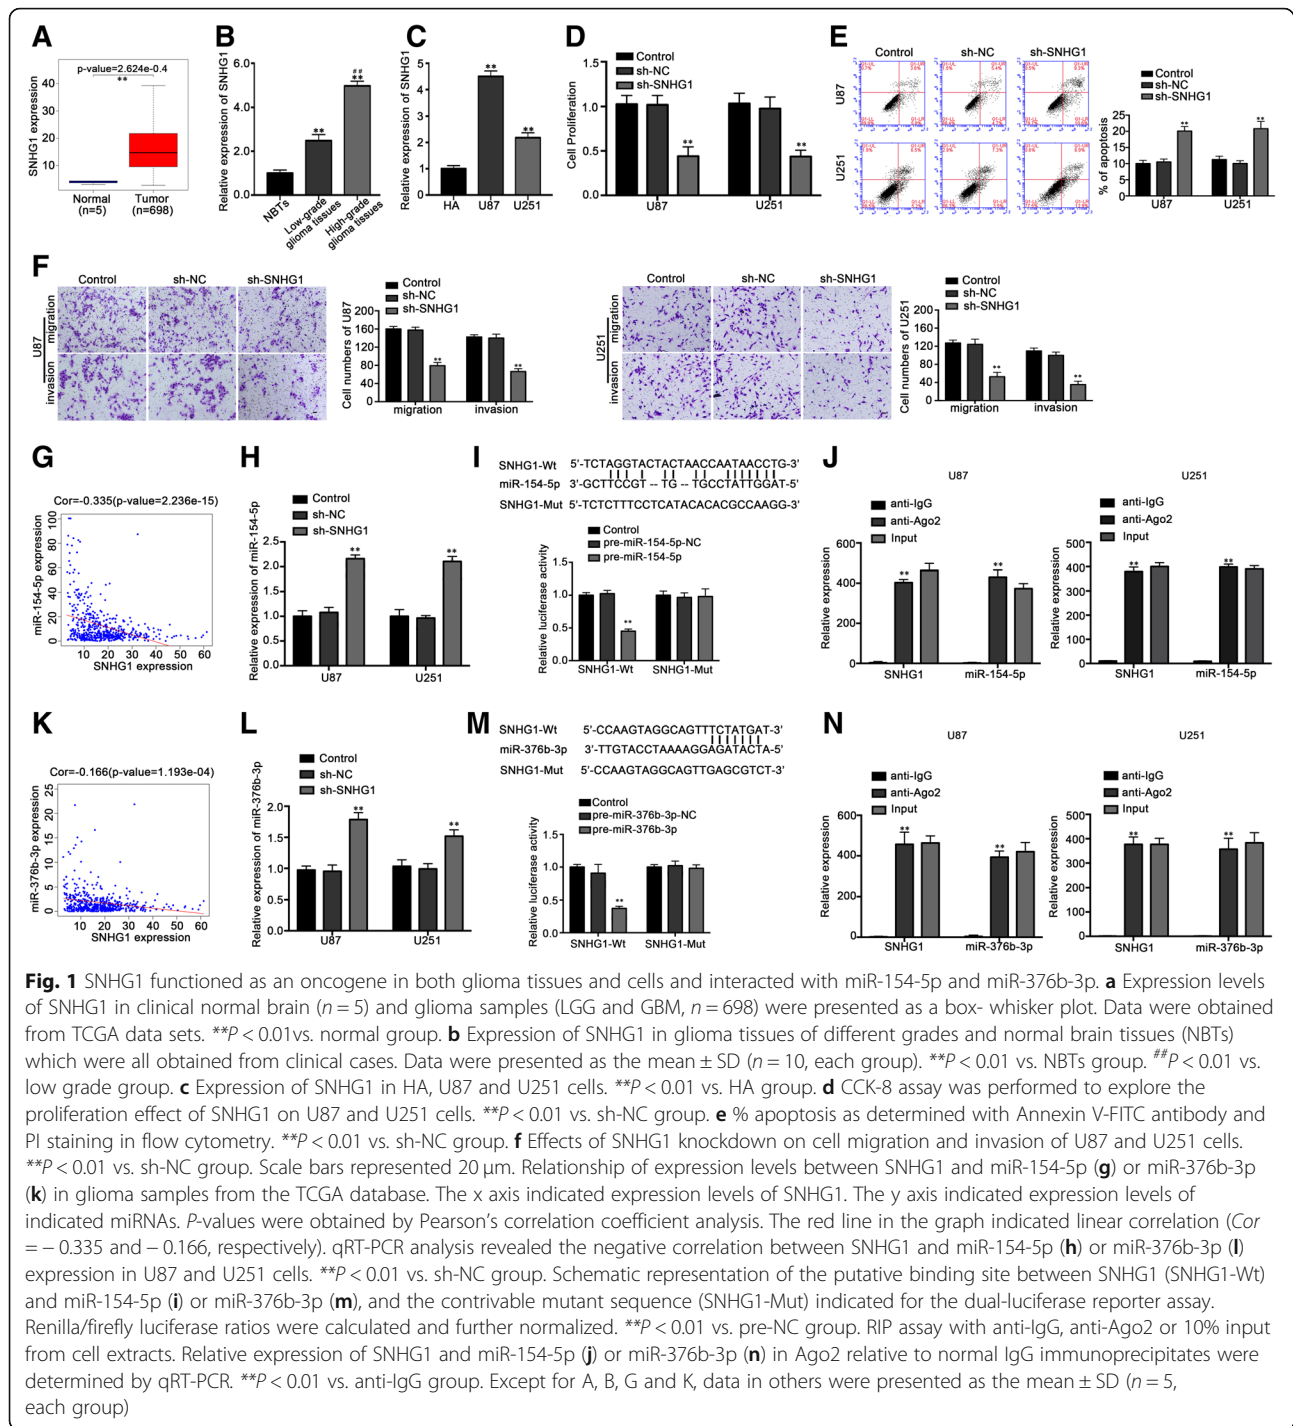 A
p-value=2.624e-0.4
**
SNHG1 expression
40
30
20
10
Normal
(n=5)
Tumor
(n=698)
B
Relative expression of SNHG1
6.0
4.0
2.0
0.0
**
##
**
NBTs
Low-grade
glioma tissues
High-grade
glioma tissues
C
Relative expression of SNHG1
8
6
4
2
0
**
**
HA U87 U251
D
Control
sh-NC
sh-SNHG1
Cell Proliferation
1.5
1.0
0.5
0.0
**
**
U87 U251
E
Control sh-NC sh-SNHG1
U87
U251
Control
sh-NC
sh-SNHG1
% of apoptosis
25
20
15
10
5
0
**
**
U87 U251
F
Control sh-NC sh-SNHG1
U87
migration
invasion
Control
sh-NC
sh-SNHG1
Cell numbers of U87
200
160
120
80
40
0
**
**
migration invasion
Control sh-NC sh-SNHG1
U251
migration
invasion
Control
sh-NC
sh-SNHG1
Cell numbers of U251
200
160
120
80
40
0
**
**
migration invasion
G
Cor=-0.335(p-value=2.236e-15)
miR-154-5p expression
100
80
60
40
20
0
10 20 30 40 50 60
SNHG1 expression
H
Control
sh-NC
sh-SNHG1
Relative expression of miR-154-5p
2.5
2.0
1.5
1.0
0.5
0.0
**
**
U87 U251
I
SNHG1-Wt 5'-TCTAGGTACTACTAACCAATAACCTG-3'
miR-154-5p 3'-GCTTCCGT -- TG -- TGCCTATTGGAT-5'
SNHG1-Mut 5'-TCTCTTTCCTCATACACACGCCAAGG-3'
Control
pre-miR-154-5p-NC
pre-miR-154-5p
Relative luciferase activity
1.5
1.0
0.5
0.0
**
SNHG1-Wt SNHG1-Mut
J
U87
anti-IgG
anti-Ago2
Input
Relative expression
600
400
200
0
**
**
SNHG1 miR-154-5p
U251
anti-IgG
anti-Ago2
Input
Relative expression
500
400
300
200
100
0
**
**
SNHG1 miR-154-5p
K
Cor=-0.166(p-value=1.193e-04)
miR-376b-3p expression
25
20
15
10
5
0
10 20 30 40 50 60
SNHG1 expression
L
Control
sh-NC
sh-SNHG1
Relative expression of miR-376b-3p
2.0
1.5
1.0
0.5
0.0
**
**
U87 U251
M
SNHG1-Wt 5'-CCAAGTAGGCAGTTTCTATGAT-3'
miR-376b-3p 3'-TTGTACCTAAAAGGAGATACTA-5'
SNHG1-Mut 5'-CCAAGTAGGCAGTTGAGCGTCT-3'
Control
pre-miR-376b-3p-NC
pre-miR-376b-3p
Relative luciferase activity
1.5
1.0
0.5
0.0
**
SNHG1-Wt SNHG1-Mut
N
U87
anti-IgG
anti-Ago2
Input
Relative expression
600
400
200
0
**
**
SNHG1 miR-376b-3p
U251
anti-IgG
anti-Ago2
Input
Relative expression
500
400
300
200
100
0
**
**
SNHG1 miR-376b-3p
Fig. 1 SNHG1 functioned as an oncogene in both glioma tissues and cells and interacted with miR-154-5p and miR-376b-3p. a Expression levels
of SNHG1 in clinical normal brain (n = 5) and glioma samples (LGG and GBM, n = 698) were presented as a box- whisker plot. Data were obtained
from TCGA data sets. **P < 0.01vs. normal group. b Expression of SNHG1 in glioma tissues of different grades and normal brain tissues (NBTs)
which were all obtained from clinical cases. Data were presented as the mean ± SD (n = 10, each group). **P < 0.01 vs. NBTs group. ##P < 0.01 vs.
low grade group. c Expression of SNHG1 in HA, U87 and U251 cells. **P < 0.01 vs. HA group. d CCK-8 assay was performed to explore the
proliferation effect of SNHG1 on U87 and U251 cells. **P < 0.01 vs. sh-NC group. e % apoptosis as determined with Annexin V-FITC antibody and
PI staining in flow cytometry. **P < 0.01 vs. sh-NC group. f Effects of SNHG1 knockdown on cell migration and invasion of U87 and U251 cells.
**P < 0.01 vs. sh-NC group. Scale bars represented 20 µm. Relationship of expression levels between SNHG1 and miR-154-5p (g) or miR-376b-3p
(k) in glioma samples from the TCGA database. The x axis indicated expression levels of SNHG1. The y axis indicated expression levels of
indicated miRNAs. P-values were obtained by Pearson's correlation coefficient analysis. The red line in the graph indicated linear correlation (Cor
= − 0.335 and − 0.166, respectively). qRT-PCR analysis revealed the negative correlation between SNHG1 and miR-154-5p (h) or miR-376b-3p (l)
expression in U87 and U251 cells. **P < 0.01 vs. sh-NC group. Schematic representation of the putative binding site between SNHG1 (SNHG1-Wt)
and miR-154-5p (i) or miR-376b-3p (m), and the contrivable mutant sequence (SNHG1-Mut) indicated for the dual-luciferase reporter assay.
Renilla/firefly luciferase ratios were calculated and further normalized. **P < 0.01 vs. pre-NC group. RIP assay with anti-IgG, anti-Ago2 or 10% input
from cell extracts. Relative expression of SNHG1 and miR-154-5p (j) or miR-376b-3p (n) in Ago2 relative to normal IgG immunoprecipitates were
determined by qRT-PCR. **P < 0.01 vs. anti-IgG group. Except for A, B, G and K, data in others were presented as the mean ± SD (n = 5,
each group)